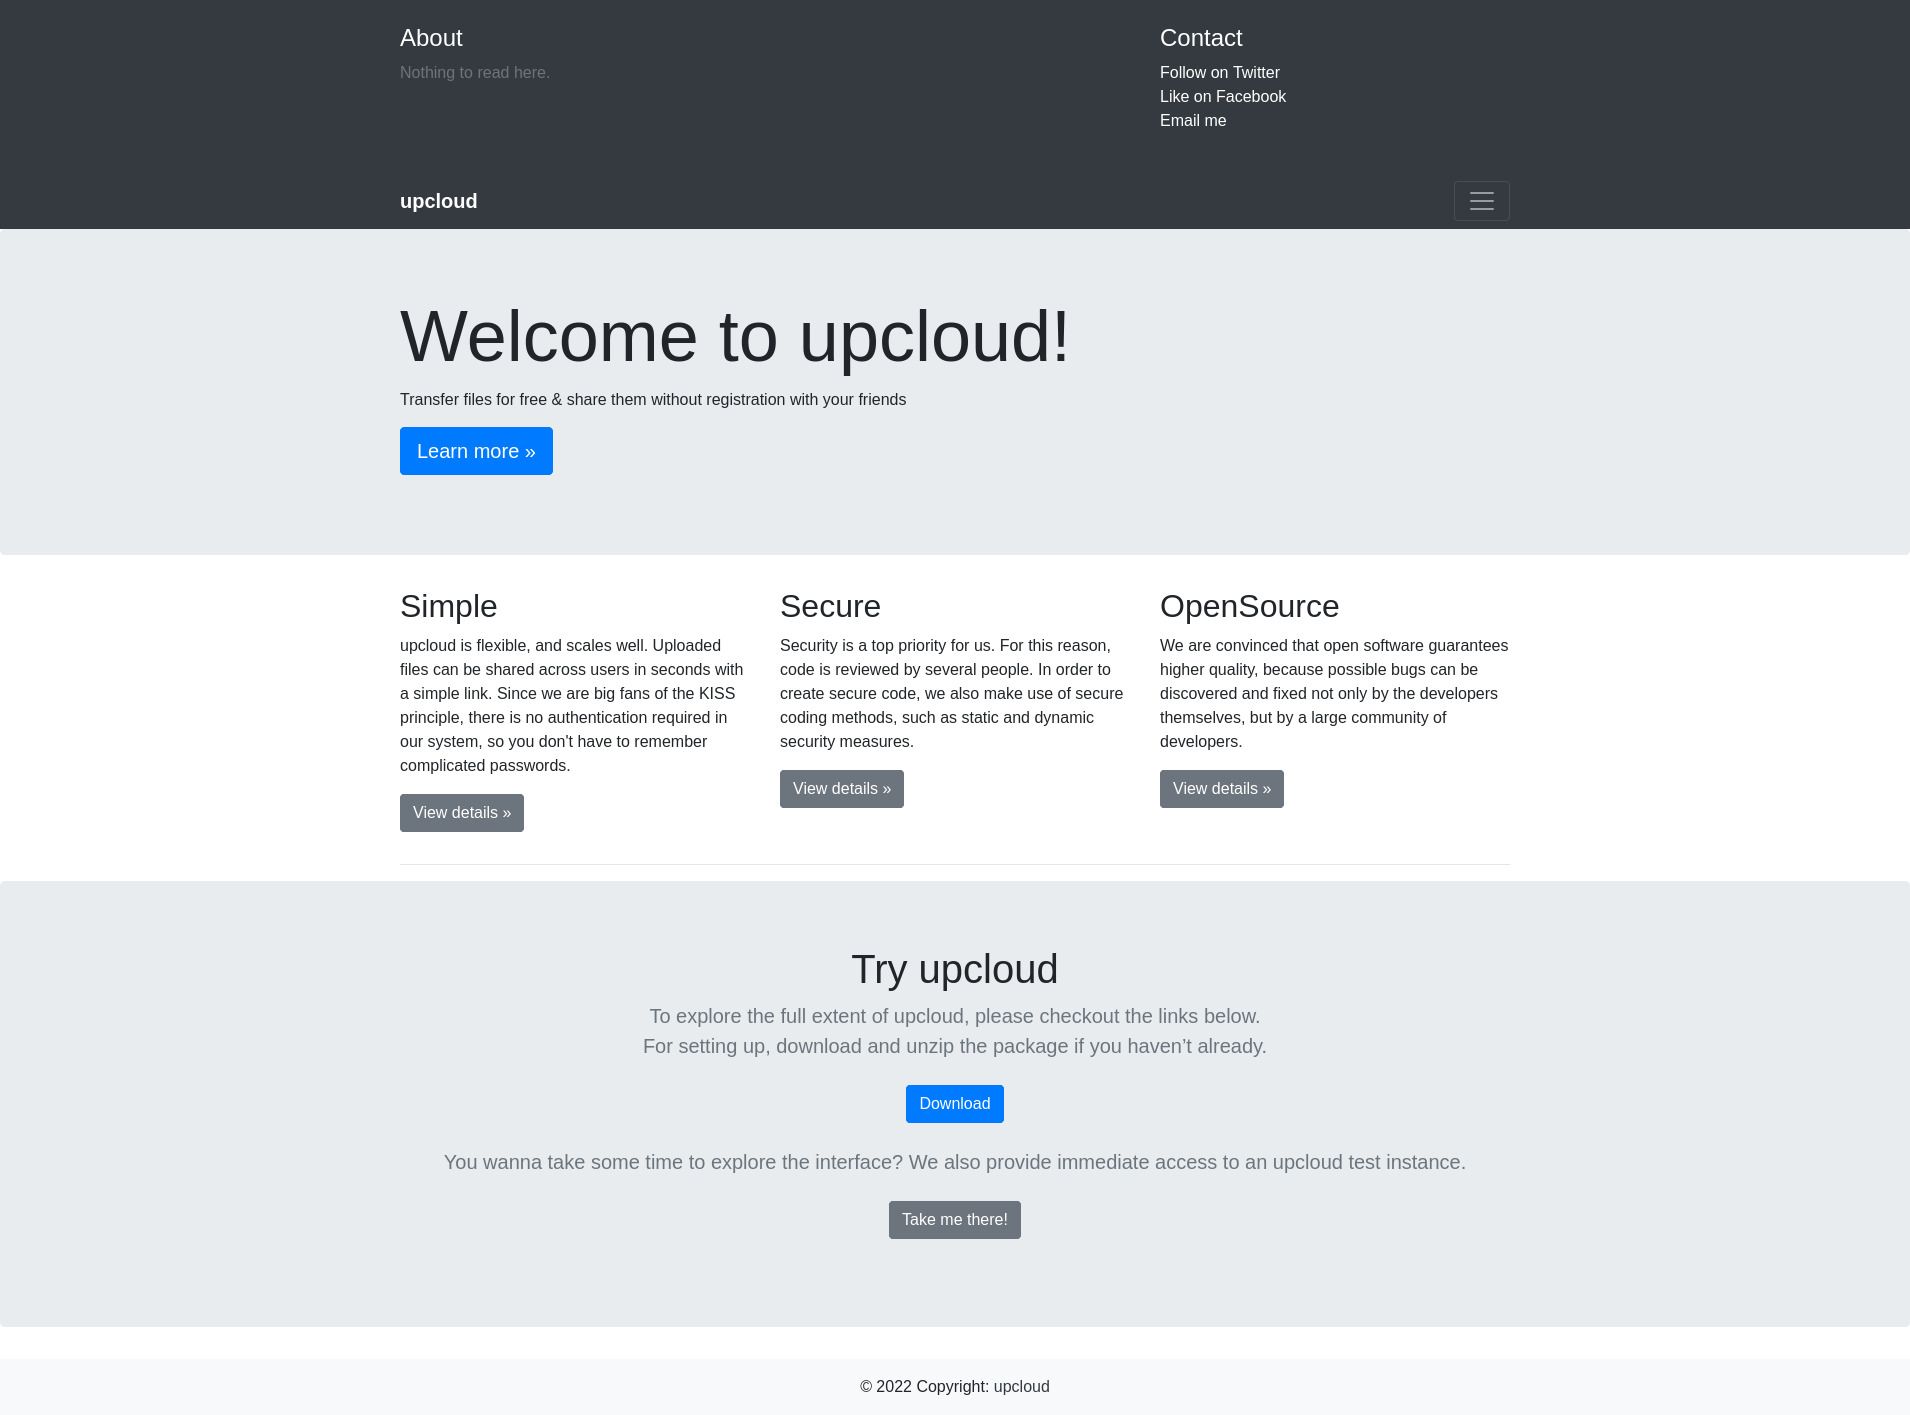 About
Nothing to read here.
Contact
Follow on Twitter
Like on Facebook
Email me
upcloud
Welcome to upcloud!
Transfer files for free & share them without registration with your friends
Learn more »
Simple
upcloud is flexible, and scales well. Uploaded
files can be shared across users in seconds with
a simple link. Since we are big fans of the KISS
principle, there is no authentication required in
our system, so you don't have to remember
complicated passwords.
View details »
Secure
Security is a top priority for us. For this reason,
code is reviewed by several people. In order to
create secure code, we also make use of secure
coding methods, such as static and dynamic
security measures.
View details »
OpenSource
We are convinced that open software guarantees
higher quality, because possible bugs can be
discovered and fixed not only by the developers
themselves, but by a large community of
developers.
View details »
Try upcloud
To explore the full extent of upcloud, please checkout the links below.
For setting up, download and unzip the package if you haven’t already.
Download
You wanna take some time to explore the interface? We also provide immediate access to an upcloud test instance.
Take me there!
© 2022 Copyright: upcloud